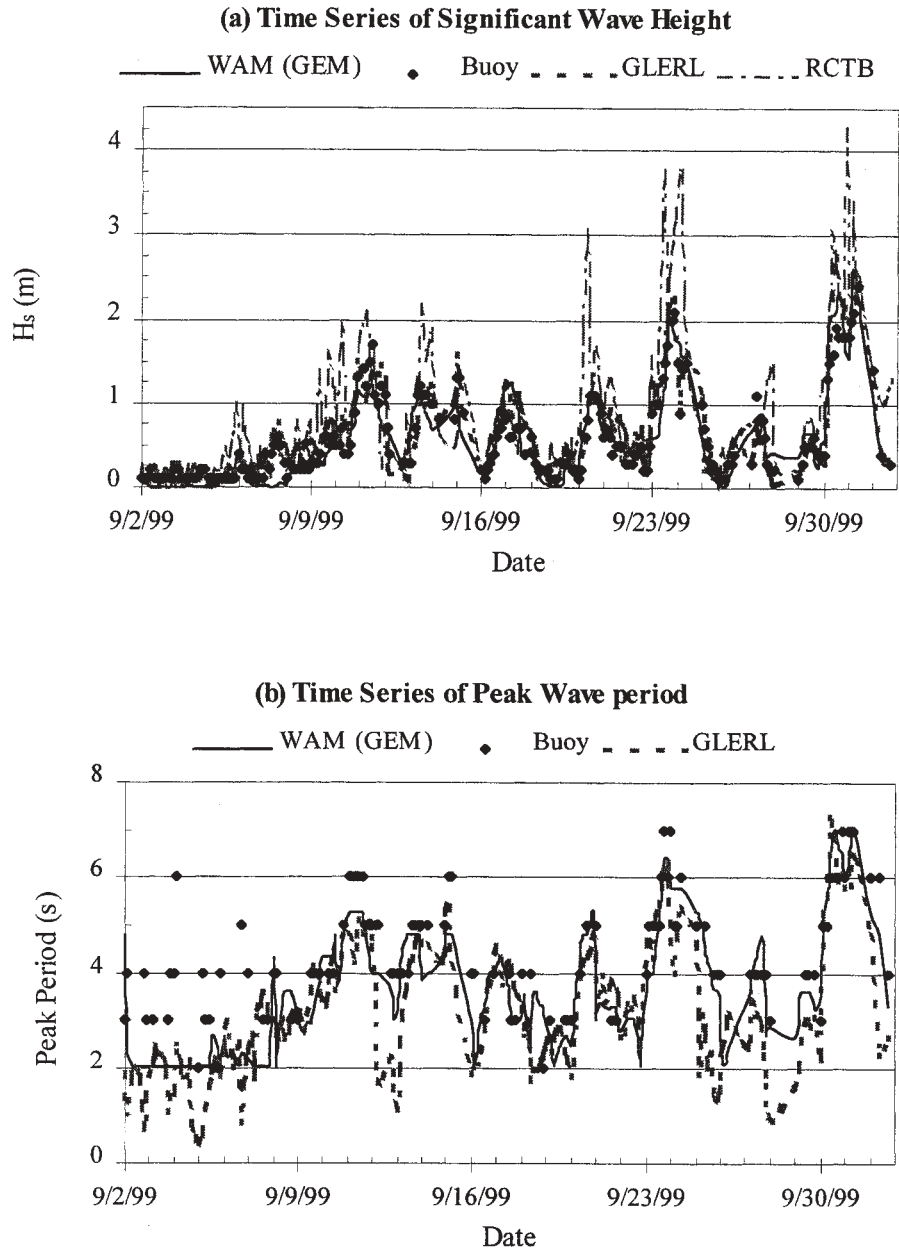 (a) Time Series of Significant Wave Height
WAM (GEM) Buoy GLERL RCTB
4
3
2
1
0
Hs (m)
9/2/99 9/9/99 9/16/99 9/23/99 9/30/99
Date
(b) Time Series of Peak Wave period
WAM (GEM) Buoy GLERL
8
6
4
2
0
Peak Period (s)
9/2/99 9/9/99 9/16/99 9/23/99 9/30/99
Date